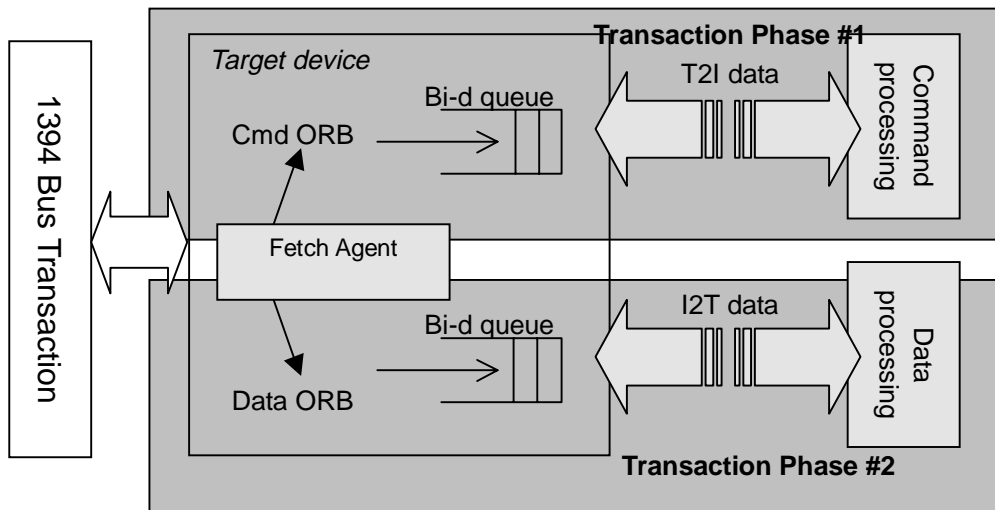 Transaction Phase #1
Target device
T2I data
Bi-d queue
Cmd ORB
Command
processing
1394 Bus Transaction
Fetch Agent
I2T data
Bi-d queue
Data ORB
Data
processing
Transaction Phase #2